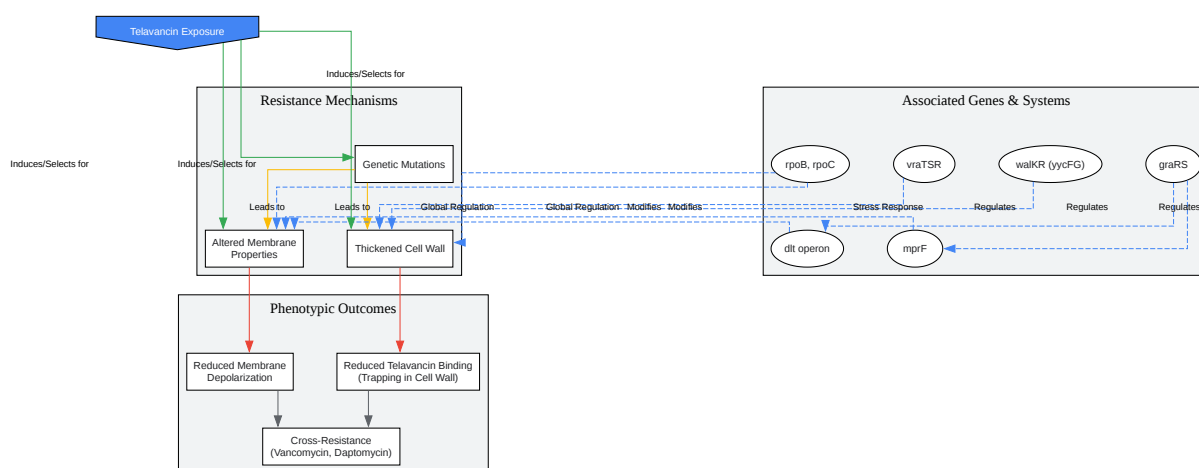 Telavancin Exposure
Induces/Selects for
Resistance Mechanisms
Associated Genes & Systems
Induces/Selects for
Induces/Selects for
Genetic Mutations
rpoB, rpoC
vraTSR
walKR (yycFG)
graRS
Leads to
Leads to
Global Regulation
Global Regulation
Modifies
Modifies
Stress Response
Regulates
Regulates
Regulates
Altered Membrane
Properties
Thickened Cell Wall
dlt operon
mprF
Phenotypic Outcomes
Reduced Membrane
Depolarization
Reduced Telavancin Binding
(Trapping in Cell Wall)
Cross-Resistance
(Vancomycin, Daptomycin)